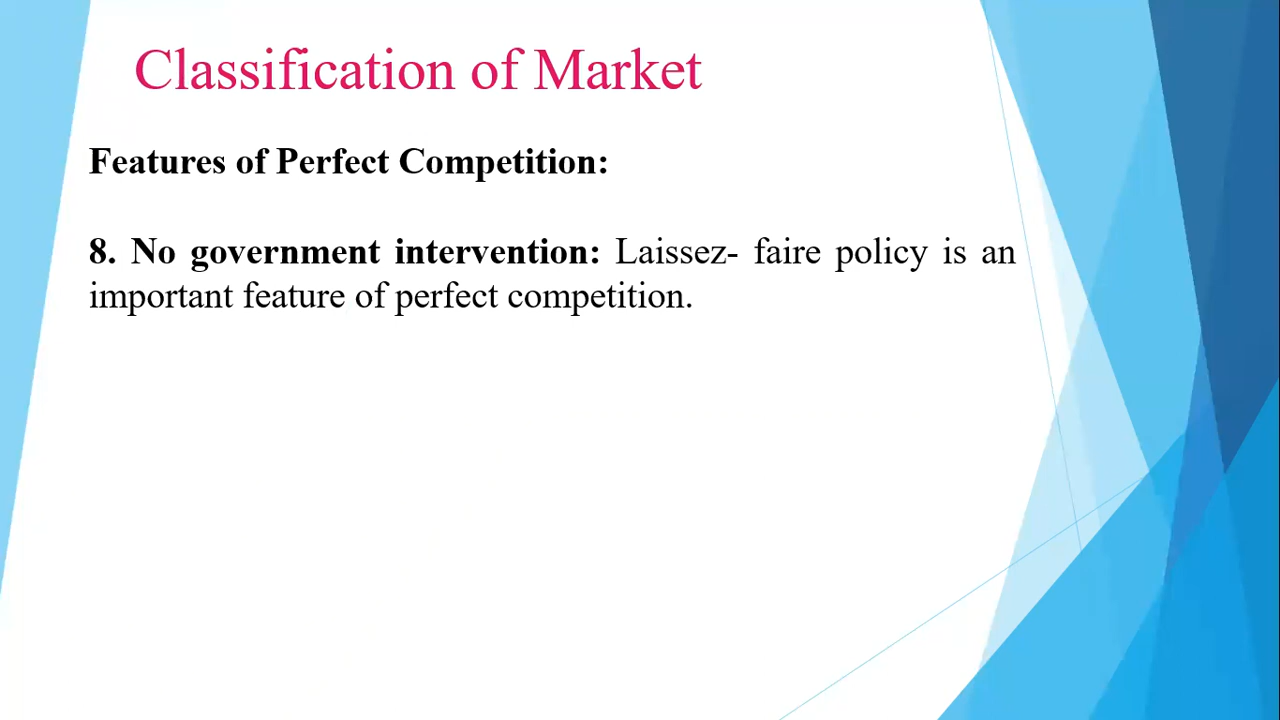 Classification of Market
Features of Perfect Competition:
8. No government intervention: Laissez- faire policy is an
important feature of perfect competition.